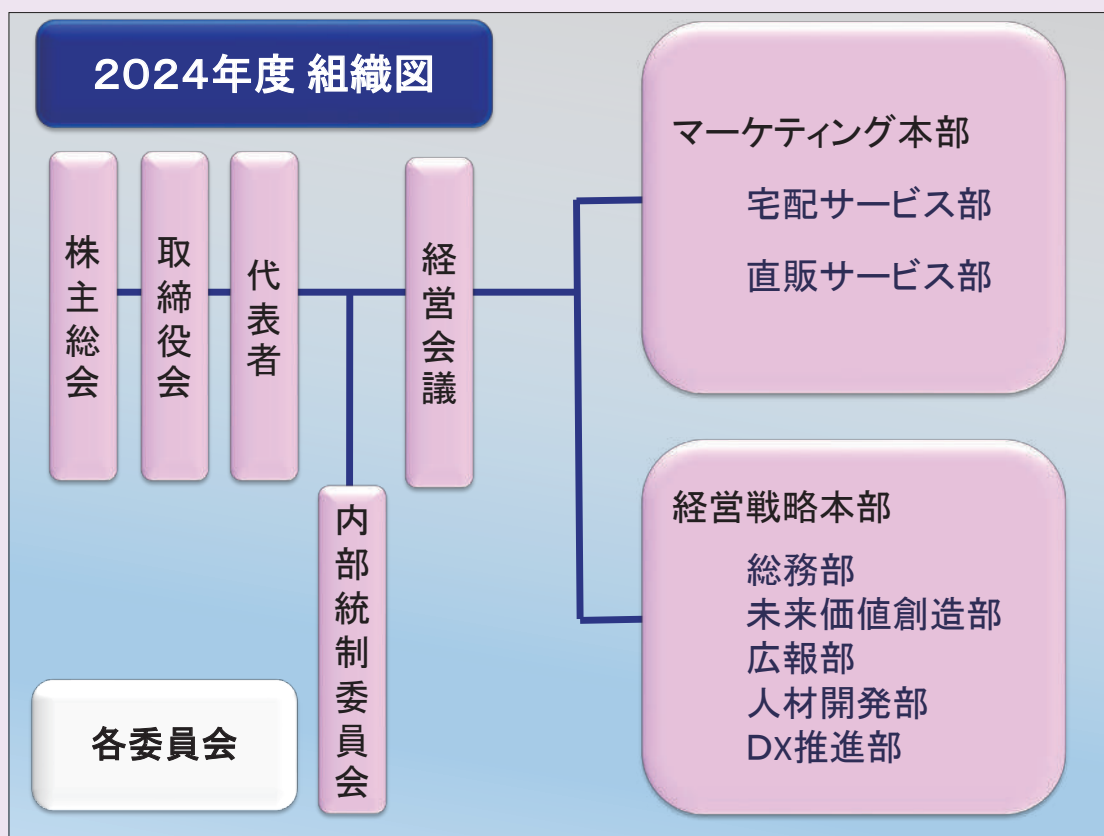 2024年度 組織図
株主総会
取締役会
代表者
経営会議
内部統制委員会
各委員会
マーケティング本部
宅配サービス部
直販サービス部
経営戦略本部
総務部
未来価値創造部
広報部
人材開発部
DX推進部